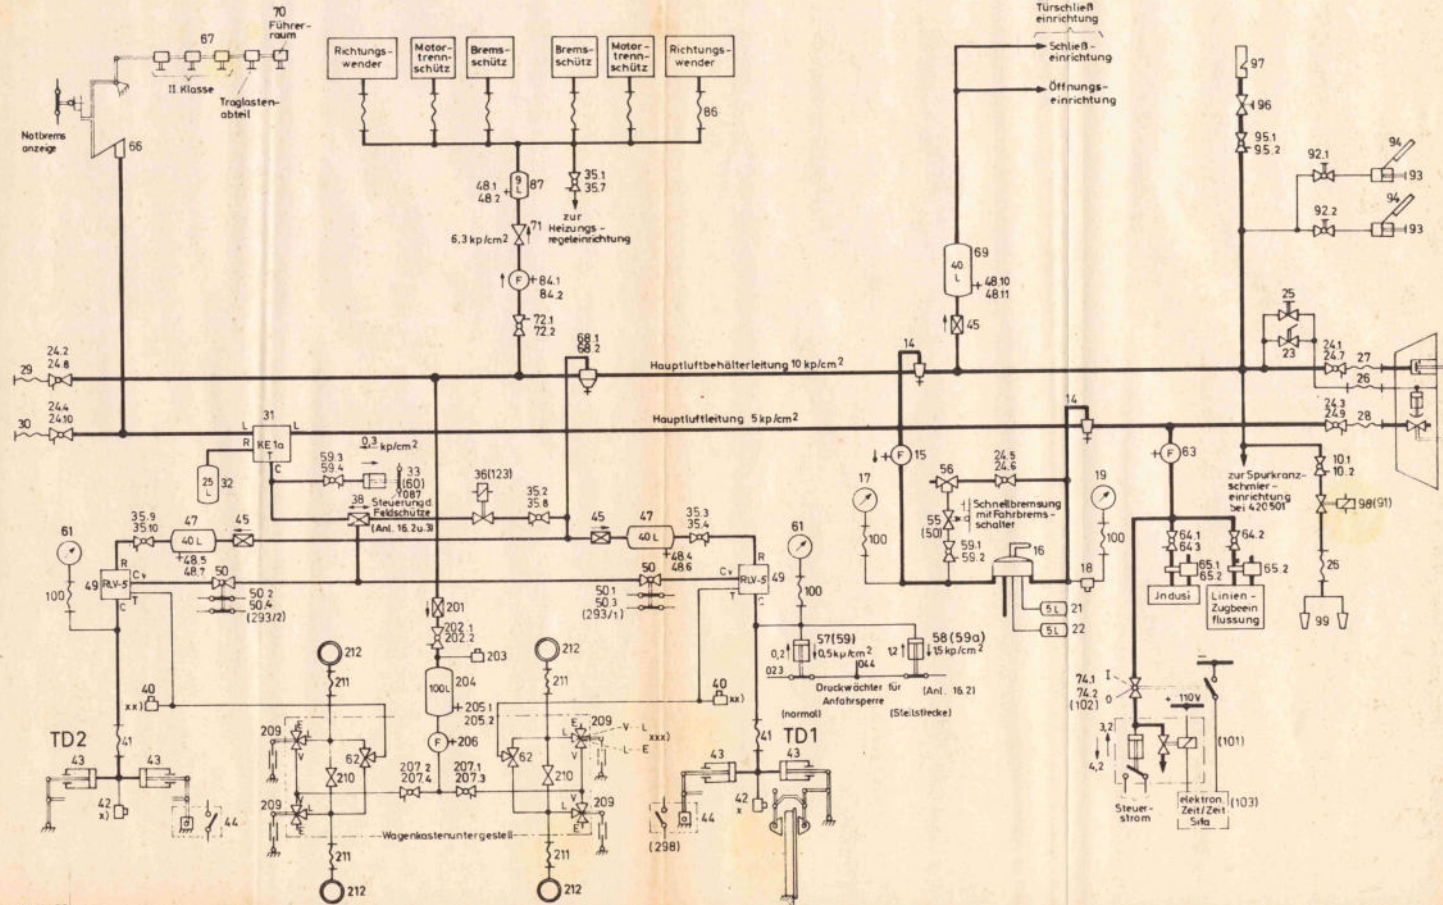 70
Führer-
raum
67
II. Klasse
Traglasten-
abteil
Notbrems
anzeige
66
Richtungs-
wender
Motor-
trenn-
schütz
Brems-
schütz
Brems-
schütz
Motor-
trenn-
schütz
Richtungs-
wender
86
48.1
48.2
9
L
87
35.1
35.7
zur
Heizungs-
regeleinrichtung
6,3 kp/cm²
71
F
84.1
84.2
72.1
72.2
68.1
68.2
Türschließ
einrichtung
Schließ-
einrichtung
Öffnungs-
einrichtung
40
L
69
48.10
48.11
45
14
97
96
95.1
95.2
92.1
94
93
92.2
94
93
25
23
24.1
24.7
27
26
24.3
24.9
28
24.2
24.8
29
24.4
24.10
30
Hauptluftbehälterleitung 10 kp/cm²
Hauptluftleitung 5 kp/cm²
31
L
L
R
KE 1a
T
C
25
L
32
0,3 kp/cm²
59.3
59.4
33
(60)
Y087
Steuerung d.
Feldschütze
(Anl. 16.2u.3)
38
36(123)
35.2
35.8
14
F
15
17
100
56
24.5
24.6
Schnellbremsung
mit Fahrbrems-
schalter
55
(50)
59.1
59.2
16
18
19
100
5 L
21
5 L
22
F
63
zur Spurkranz-
schmier-
einrichtung
bei 420 501
10.1
10.2
98(91)
26
99
64.1
64.3
64.2
65.1
65.2
65.2
Jndusi
Linien-
Zugbeein
flussung
61
35.9
35.10
47
40 L
45
48.5
48.7
R
49
RLV-5
Cv
T
C
100
50
50.2
50.4
(293/2)
45
47
40 L
35.3
35.4
48.4
48.6
50
50.1
50.3
(293/1)
R
Cv
T
RLV-5
49
C
61
100
57(59)
0,2
0,5kp/cm²
58 (59a)
1,2
1,5kp/cm²
023
044
Druckwächter für
Anfahrsperre
(Anl. 16.2)
(normal)
(Steilstrecke)
201
202.1
202.2
203
100L
204
205.1
205.2
F
206
207.2
207.4
207.1
207.3
212
211
212
211
40
xx)
40
xx)
TD2
41
43
43
42
x)
44
209
E
L
V
62
210
209
V
L
E
211
212
Wagenkastenuntergestell
62
210
L
209
V
L
xxx)
L
E
V
L
209
E
211
212
TD1
41
43
43
42
x)
44
(298)
74.1
74.2
(102)
I
O
3,2
4,2
+ 110V
(101)
Steuer-
strom
elektron.
Zeit/Zeit
Sifa
(103)